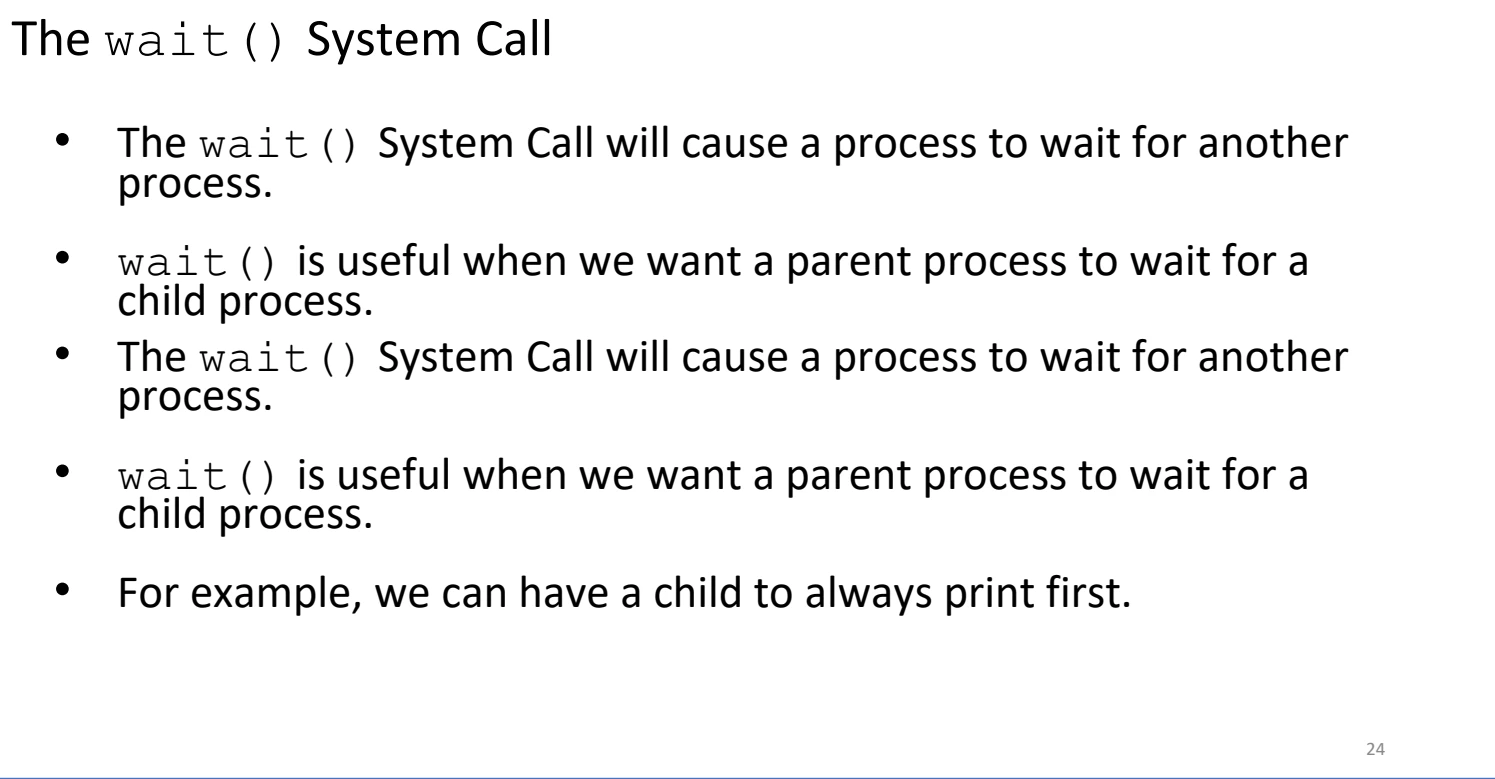 The wait() System Call
• The wait() System Call will cause a process to wait for another
process.
• wait() is useful when we want a parent process to wait for a
child process.
• The wait() System Call will cause a process to wait for another
process.
• wait() is useful when we want a parent process to wait for a
child process.
• For example, we can have a child to always print first.
24